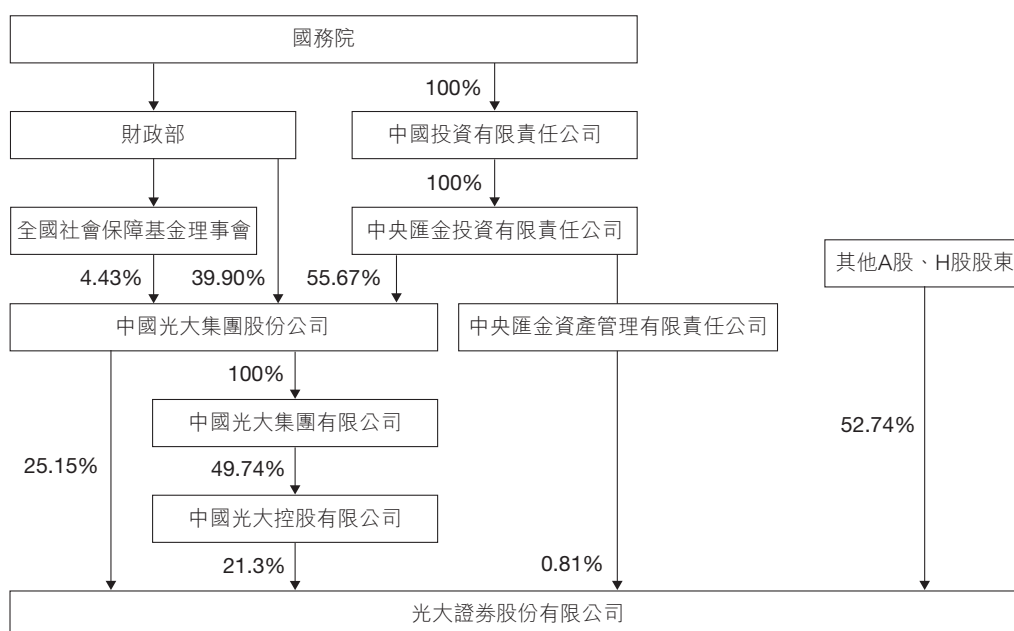 國務院
100%
財政部
中國投資有限責任公司
100%
全國社會保障基金理事會
中央匯金投資有限責任公司
其他A股、H股股東
4.43%
39.90%
55.67%
中國光大集團股份公司
中央匯金資產管理有限責任公司
100%
中國光大集團有限公司
52.74%
25.15%
49.74%
中國光大控股有限公司
21.3%
0.81%
光大證券股份有限公司